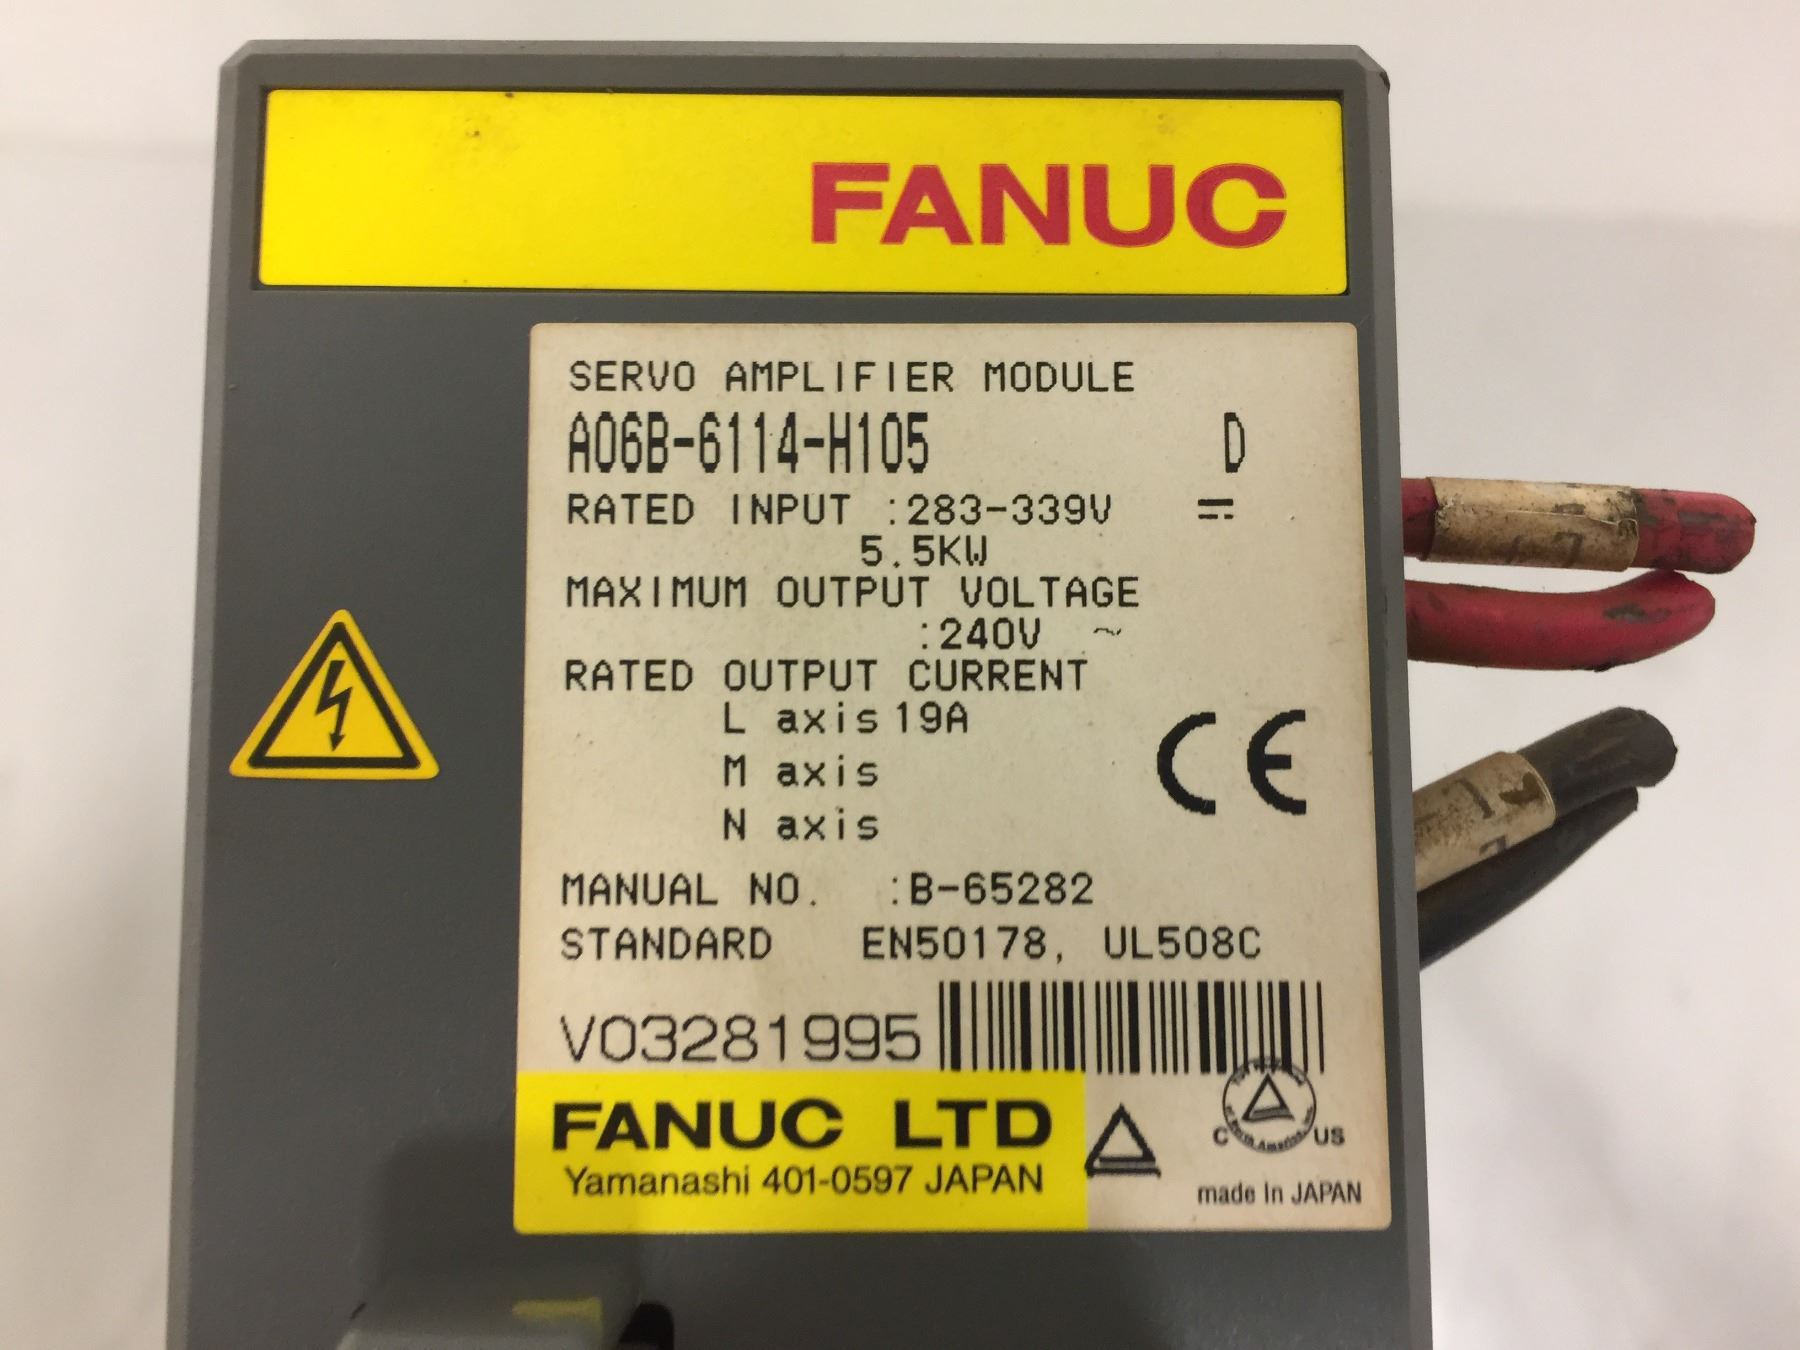 FANUC
SERVO AMPLIFIER MODULE
A06B-6114-H105 D
RATED INPUT :283-339V ⎓
5.5KW
MAXIMUM OUTPUT VOLTAGE
:240V ~
RATED OUTPUT CURRENT
L axis 19A
M axis
N axis
CE
MANUAL NO. :B-65282
STANDARD EN50178, UL508C
V03281995
FANUC LTD
Yamanashi 401-0597 JAPAN
C US
made In JAPAN